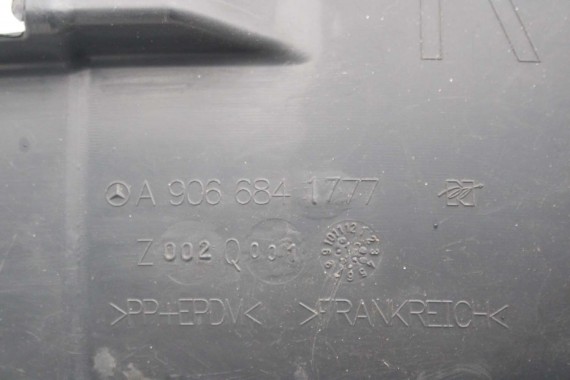 R
A 906 684 1777
Z 002 Q 001
>PP+EPDV< >FRANKREICH<